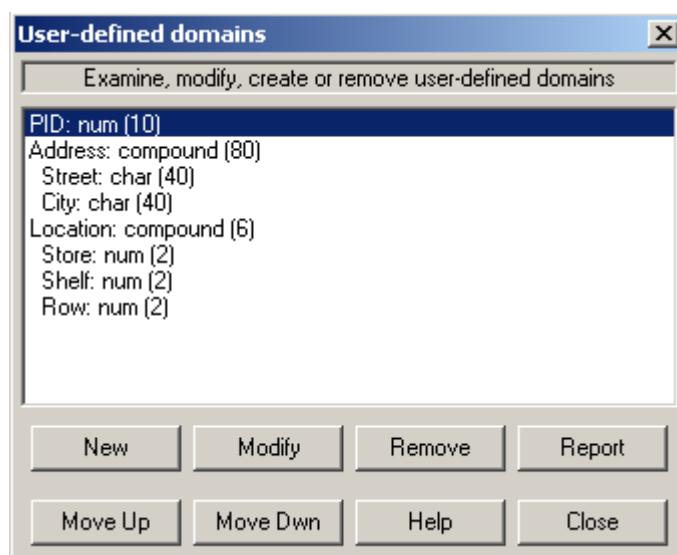 User-defined domains
Examine, modify, create or remove user-defined domains
PID: num (10)
Address: compound (80)
Street: char (40)
City: char (40)
Location: compound (6)
Store: num (2)
Shelf: num (2)
Row: num (2)
New Modify Remove Report
Move Up Move Dwn Help Close